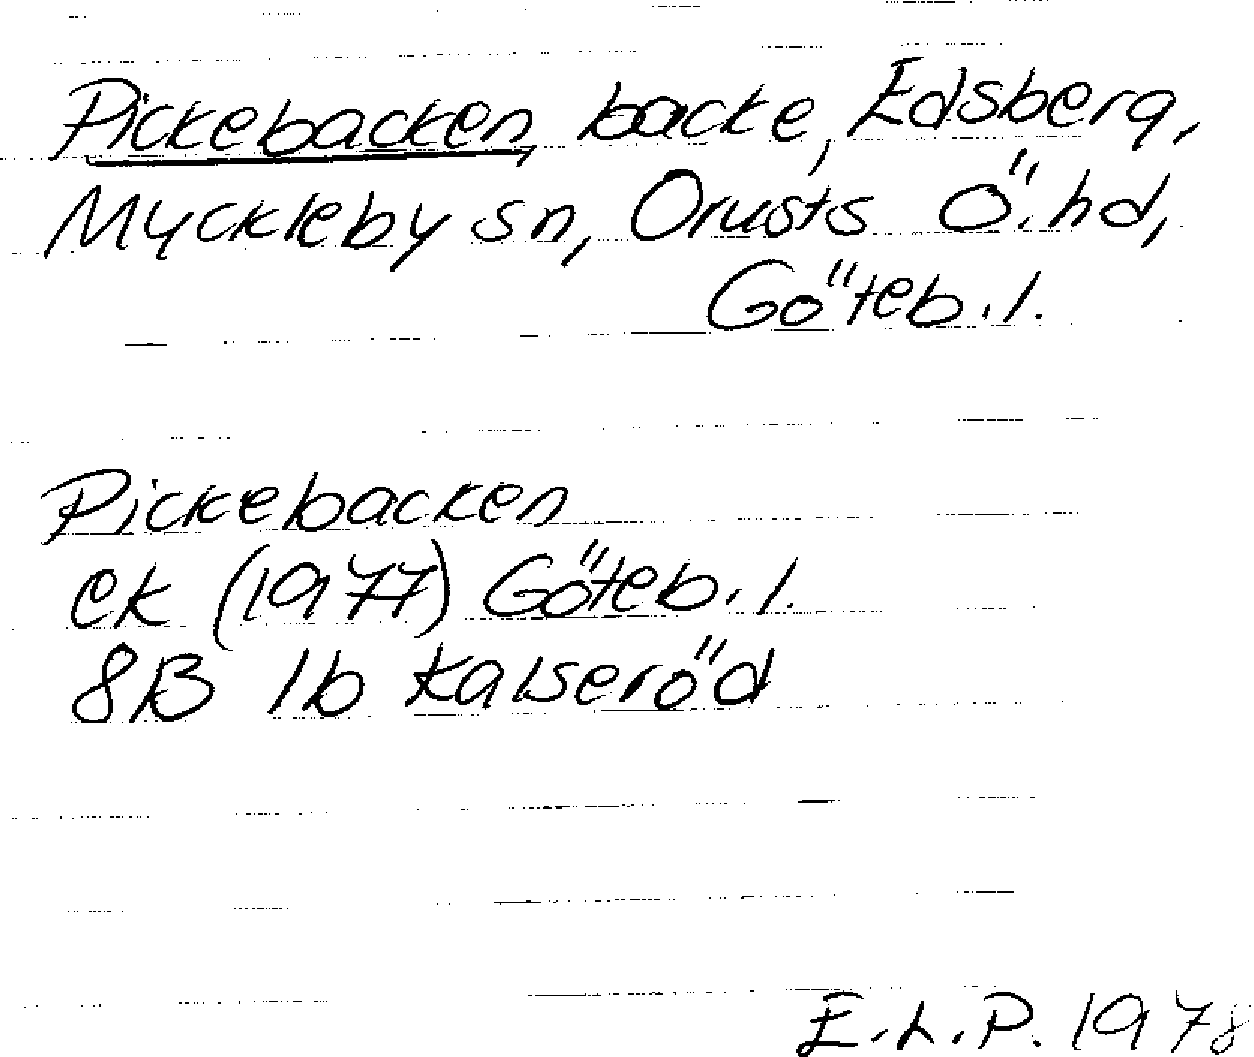 Pickebacken, backe, Edsberg,
Myckleby sn, Orusts Ö. hd,
Göteb. l.
Pickebacken
ek (1977) Göteb. l.
8B 1b Kalseröd
E.L.P. 1978